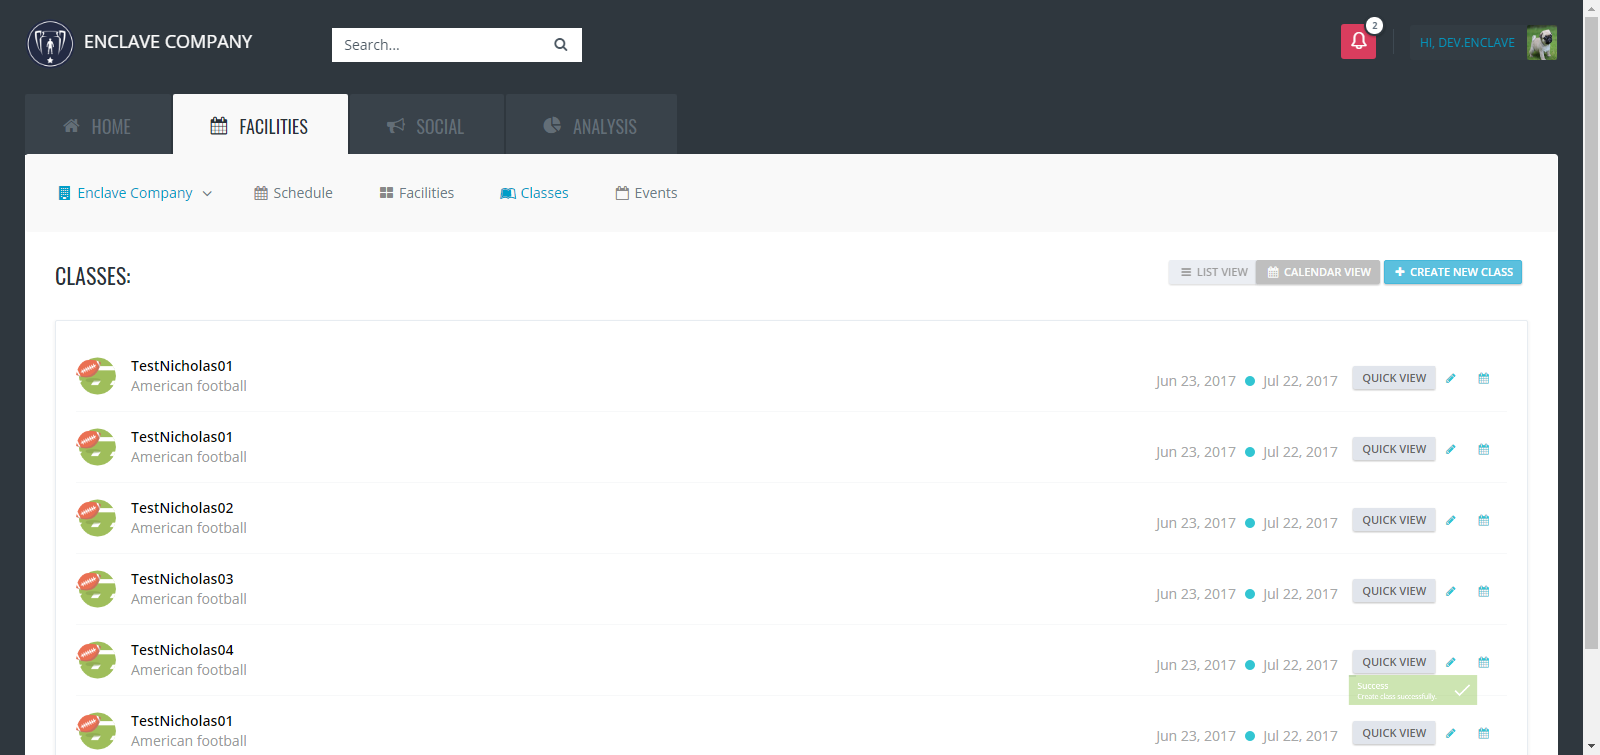 ENCLAVE COMPANY
Search...
2
HI, DEV.ENCLAVE
HOME
FACILITIES
SOCIAL
ANALYSIS
Enclave Company
Schedule
Facilities
Classes
Events
CLASSES:
LIST VIEW
CALENDAR VIEW
CREATE NEW CLASS
TestNicholas01
American football
Jun 23, 2017 Jul 22, 2017
QUICK VIEW
TestNicholas01
American football
Jun 23, 2017 Jul 22, 2017
QUICK VIEW
TestNicholas02
American football
Jun 23, 2017 Jul 22, 2017
QUICK VIEW
TestNicholas03
American football
Jun 23, 2017 Jul 22, 2017
QUICK VIEW
TestNicholas04
American football
Jun 23, 2017 Jul 22, 2017
QUICK VIEW
Success
Create class successfully.
TestNicholas01
American football
Jun 23, 2017 Jul 22, 2017
QUICK VIEW